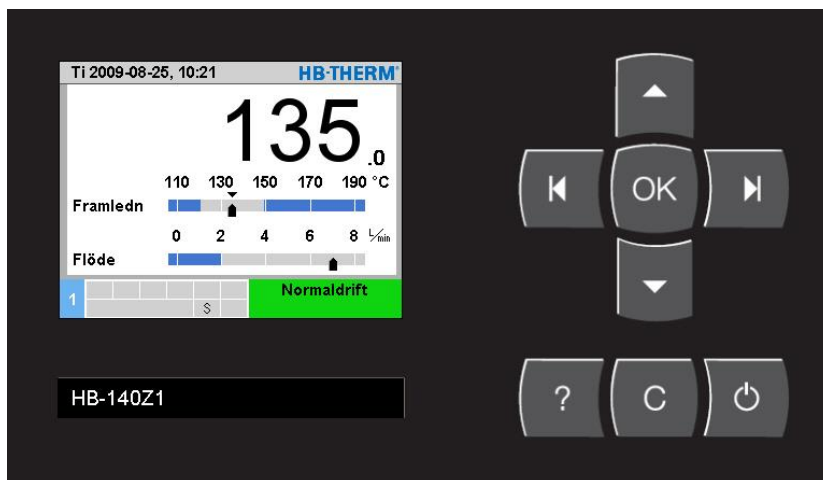 Ti 2009-08-25, 10:21 HB-THERM®
135.0
110 130 150 170 190 °C
Framledn
0 2 4 6 8 L/min
Flöde
1 S Normaldrift
HB-140Z1
OK
? C